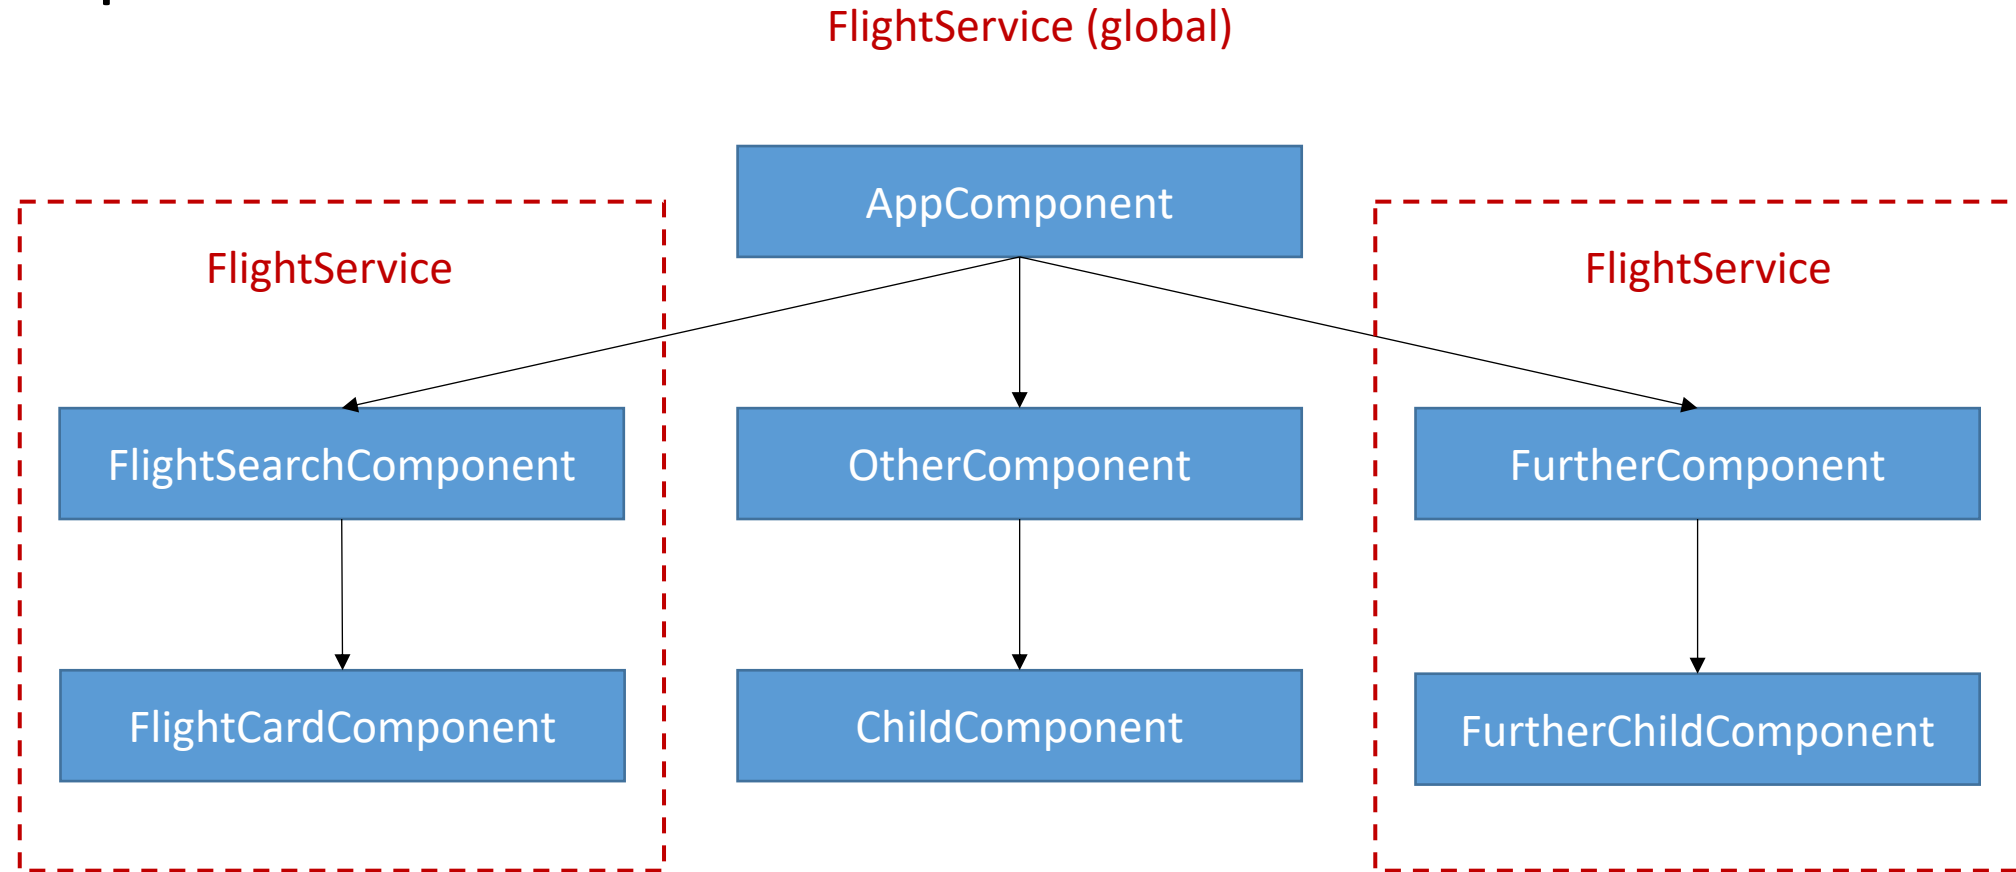 FlightService (global)
AppComponent
FlightService
FlightService
FlightSearchComponent
OtherComponent
FurtherComponent
FlightCardComponent
ChildComponent
FurtherChildComponent